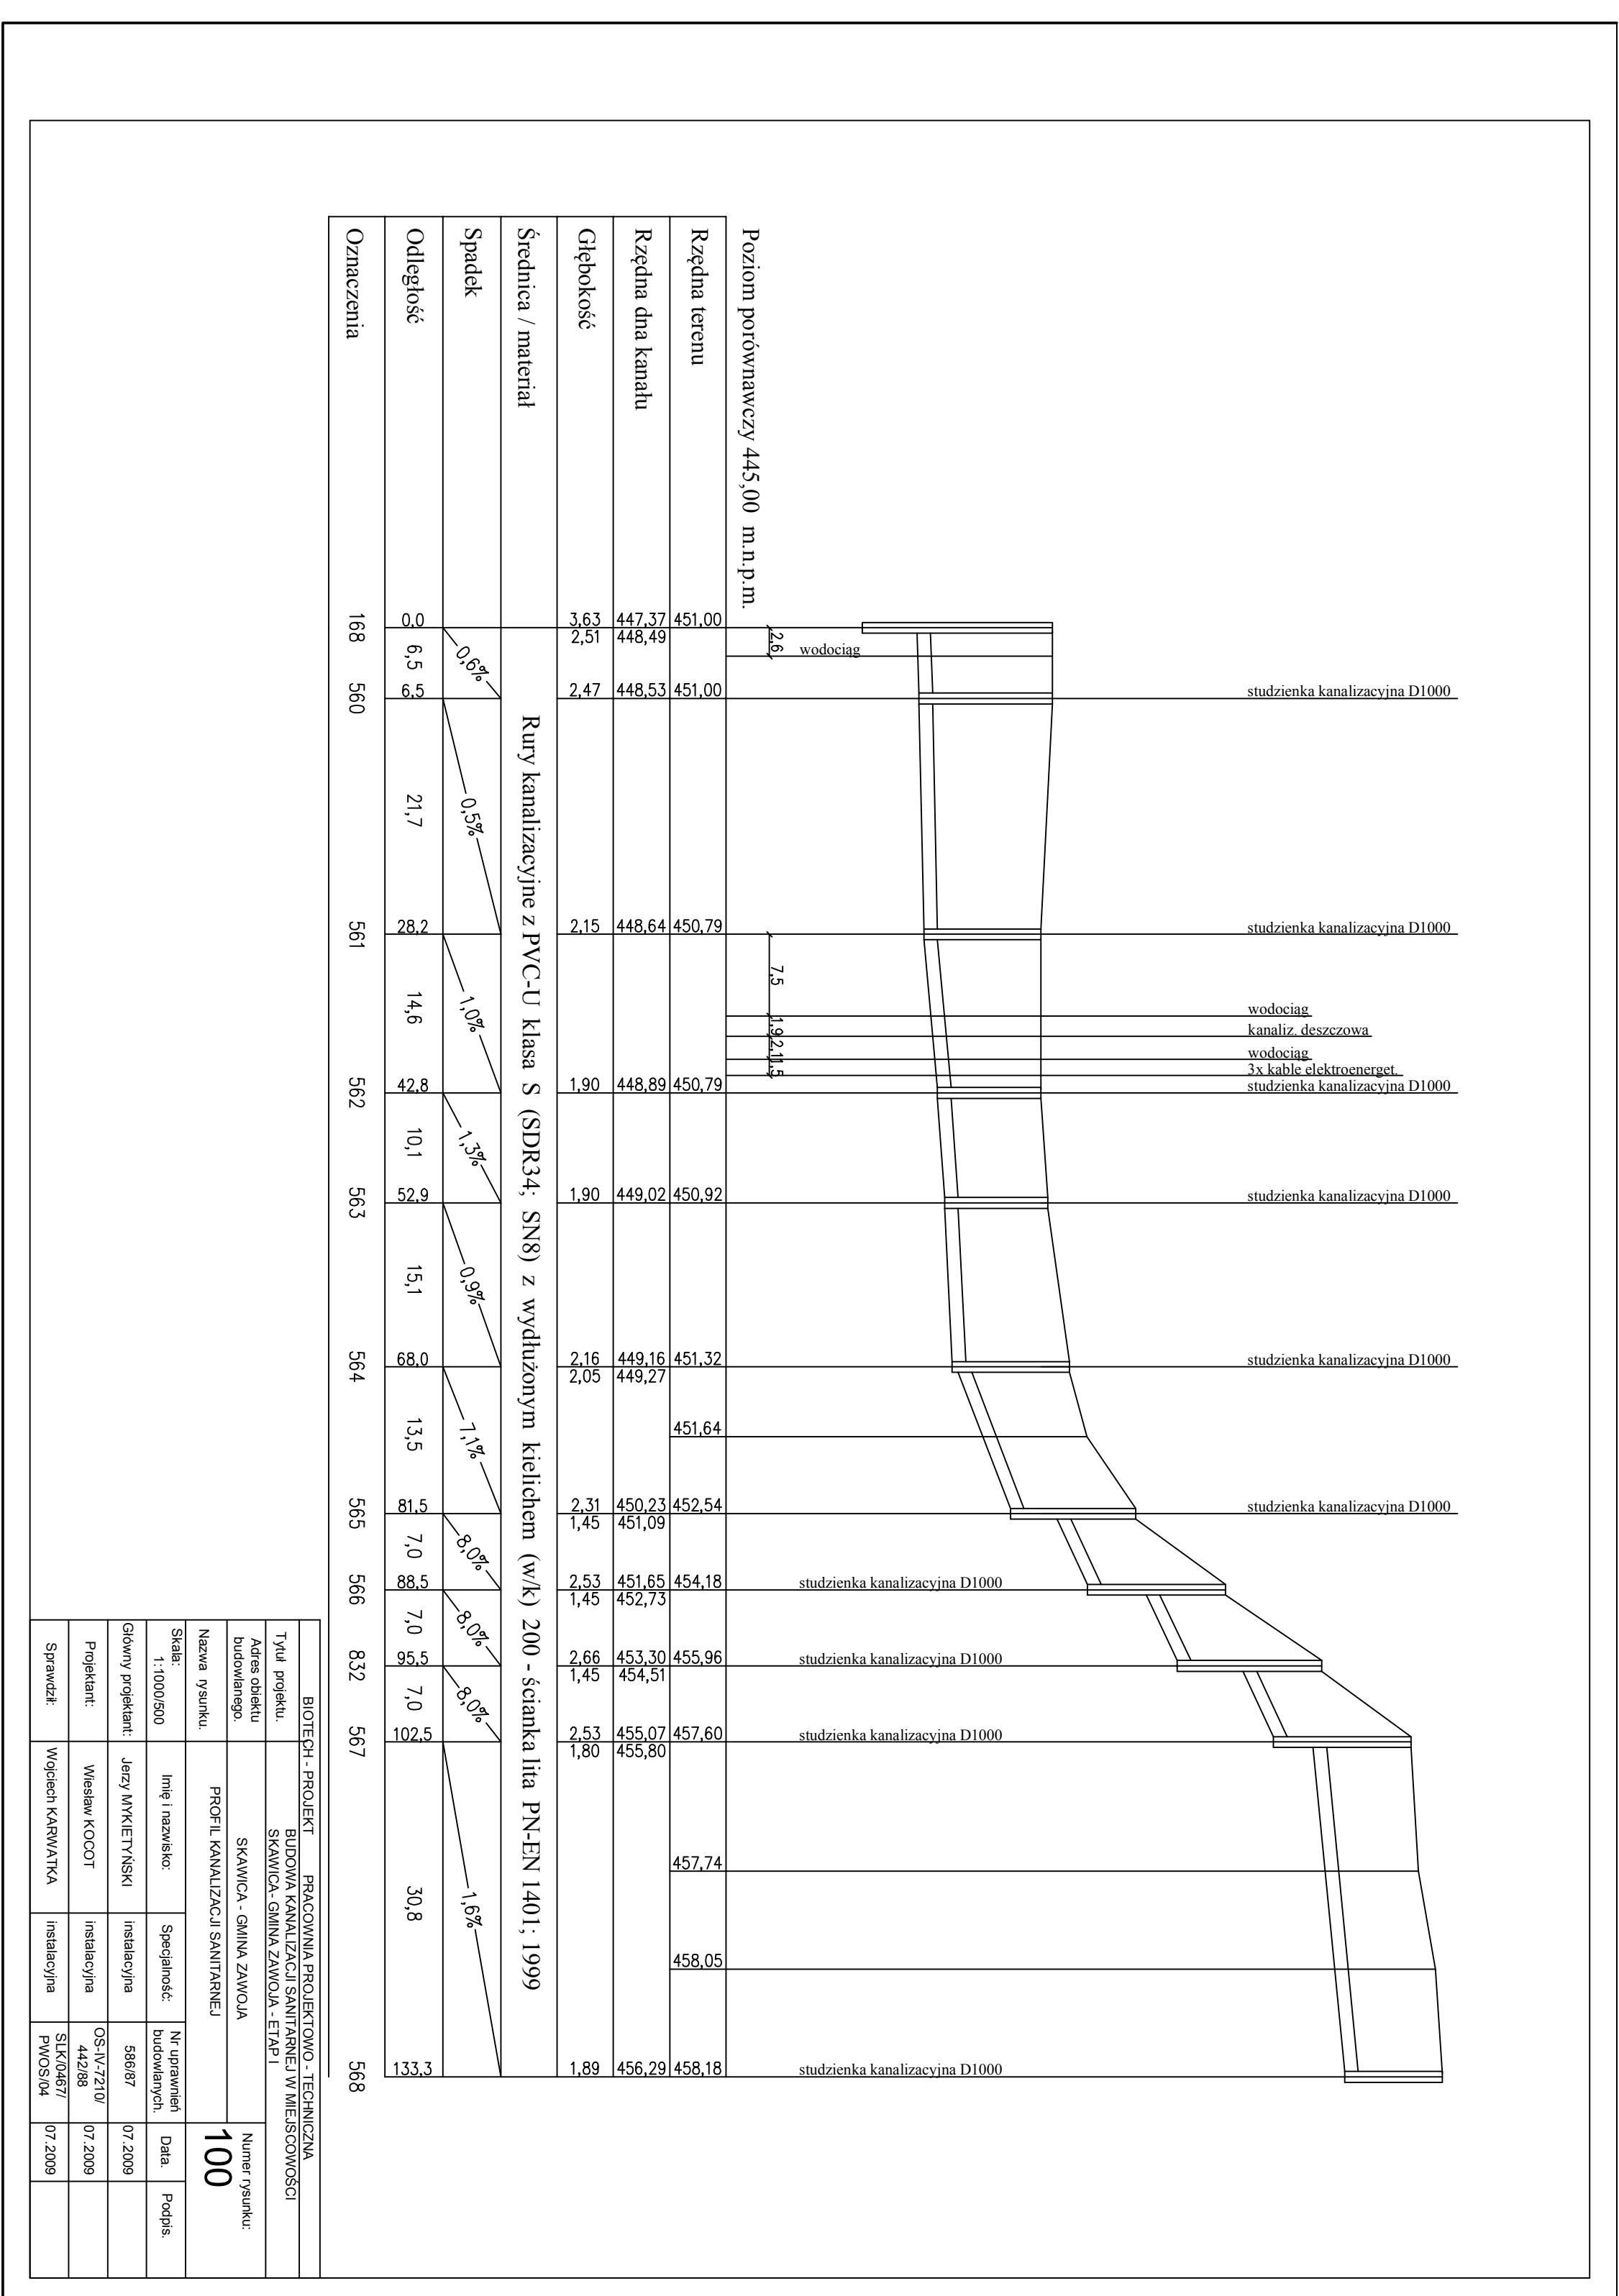 Poziom porównawczy 445,00 m.n.p.m.
2,6
wodociąg
studzienka kanalizacyjna D1000
studzienka kanalizacyjna D1000
7,5
1,9
2,1
1,5
wodociąg
kanaliz. deszczowa
wodociąg
3x kable elektroenerget.
studzienka kanalizacyjna D1000
studzienka kanalizacyjna D1000
studzienka kanalizacyjna D1000
studzienka kanalizacyjna D1000
studzienka kanalizacyjna D1000
studzienka kanalizacyjna D1000
studzienka kanalizacyjna D1000
studzienka kanalizacyjna D1000
Rzędna terenu
451,00 451,00 450,79 450,79 450,92 451,32 451,64 452,54 454,18 455,96 457,60 457,74 458,05 458,18
Rzędna dna kanału
447,37 448,53 448,64 448,89 449,02 449,16 450,23 451,65 453,30 455,07 456,29
448,49 449,27 451,09 452,73 454,51 455,80
Głębokość
3,63 2,47 2,15 1,90 1,90 2,16 2,31 2,53 2,66 2,53 1,89
2,51 2,05 1,45 1,45 1,45 1,80
Średnica / materiał
Rury kanalizacyjne z PVC-U klasa S (SDR34; SN8) z wydłużonym kielichem (w/k) 200 - ścianka lita PN-EN 1401; 1999
Spadek
0,6% 0,5% 1,0% 1,3% 0,9% 7,1% 8,0% 8,0% 8,0% 1,6%
Odległość
0,0 6,5 28,2 42,8 52,9 68,0 81,5 88,5 95,5 102,5 133,3
6,5 21,7 14,6 10,1 15,1 13,5 7,0 7,0 7,0 30,8
Oznaczenia
168 560 561 562 563 564 565 566 832 567 568
BIOTECH - PROJEKT PRACOWNIA PROJEKTOWO - TECHNICZNA
Tytuł projektu.
BUDOWA KANALIZACJI SANITARNEJ W MIEJSCOWOŚCI
SKAWICA- GMINA ZAWOJA - ETAP I
Adres obiektu
budowlanego.
SKAWICA - GMINA ZAWOJA
Numer rysunku:
100
Nazwa rysunku.
PROFIL KANALIZACJI SANITARNEJ
Skala:
1:1000/500
Imię i nazwisko:
Specjalność:
Nr uprawnień
budowlanych.
Data.
Podpis.
Główny projektant:
Jerzy MYKIETYŃSKI
instalacyjna
586/87
07.2009
Projektant:
Wiesław KOCOT
instalacyjna
OS-IV-7210/
442/88
07.2009
Sprawdził:
Wojciech KARWATKA
instalacyjna
SLK/0467/
PWOS/04
07.2009